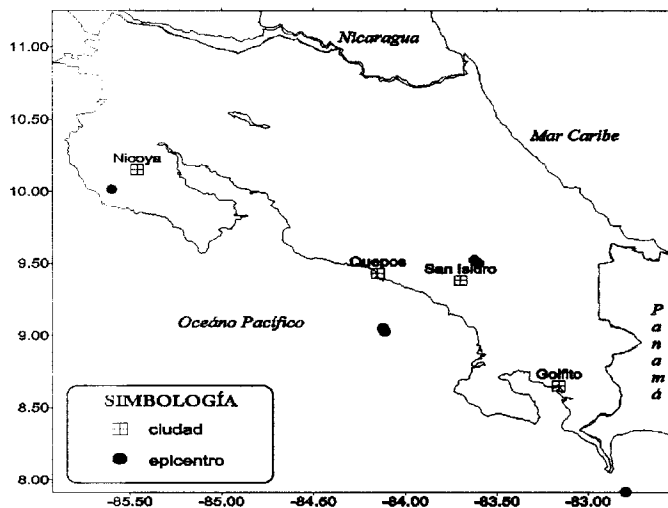 11.00
Nicaragua
10.50
Mar Caribe
Nicoya
10.00
9.50
Quepos
San Isidro
Océano Pacífico
9.00
Panamá
Golfito
8.50
SIMBOLOGÍA
ciudad
epicentro
8.00
-85.50
-85.00
-84.50
-84.00
-83.50
-83.00